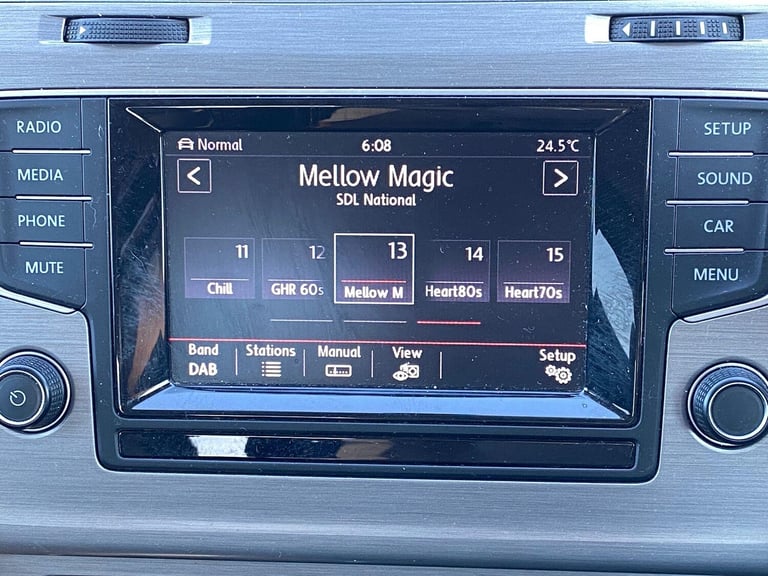 RADIO
MEDIA
PHONE
MUTE
Normal 6:08 24.5°C
< Mellow Magic >
SDL National
11 12 13 14 15
Chill GHR 60s Mellow M Heart80s Heart70s
Band Stations Manual View Setup
DAB
SETUP
SOUND
CAR
MENU